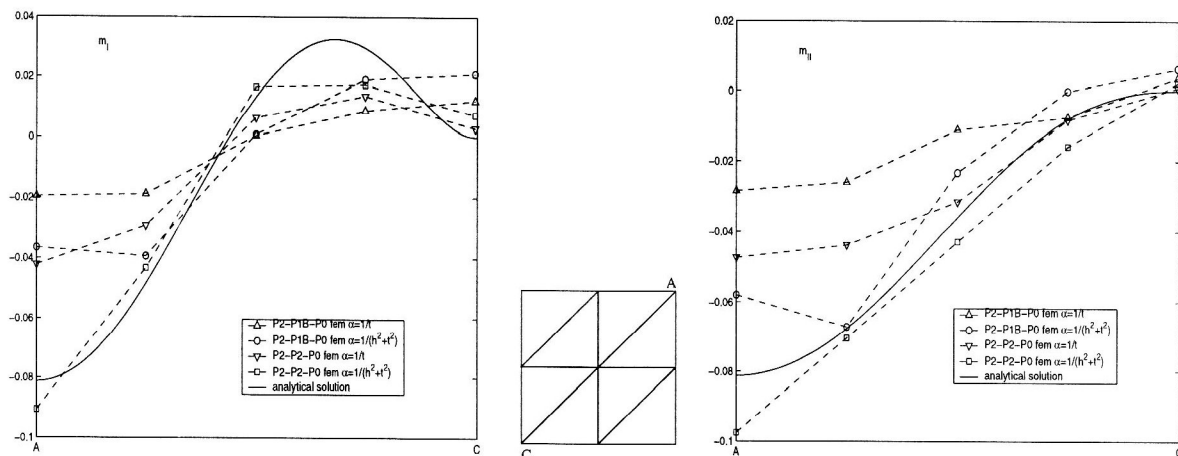 0.04
0.02
0
−0.02
−0.04
−0.06
−0.08
−0.1
m_I
P2−P1B−P0 fem α=1/t
P2−P1B−P0 fem α=1/(h²+t²)
P2−P2−P0 fem α=1/t
P2−P2−P0 fem α=1/(h²+t²)
analytical solution
A
C
A
C
0.02
0
−0.02
−0.04
−0.06
−0.08
−0.1
m_II
P2−P1B−P0 fem α=1/t
P2−P1B−P0 fem α=1/(h²+t²)
P2−P2−P0 fem α=1/t
P2−P2−P0 fem α=1/(h²+t²)
analytical solution
A